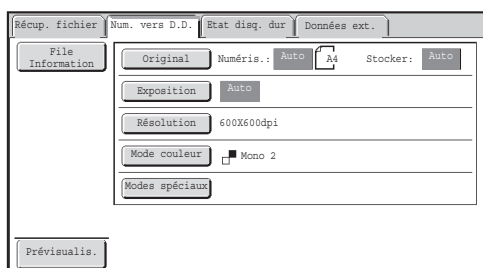 Récup. fichier Num. vers D.D. Etat disq. dur Données ext.
File
Information
Original Numéris.: Auto A4 Stocker: Auto
Exposition Auto
Résolution 600X600dpi
Mode couleur Mono 2
Modes spéciaux
Prévisualis.